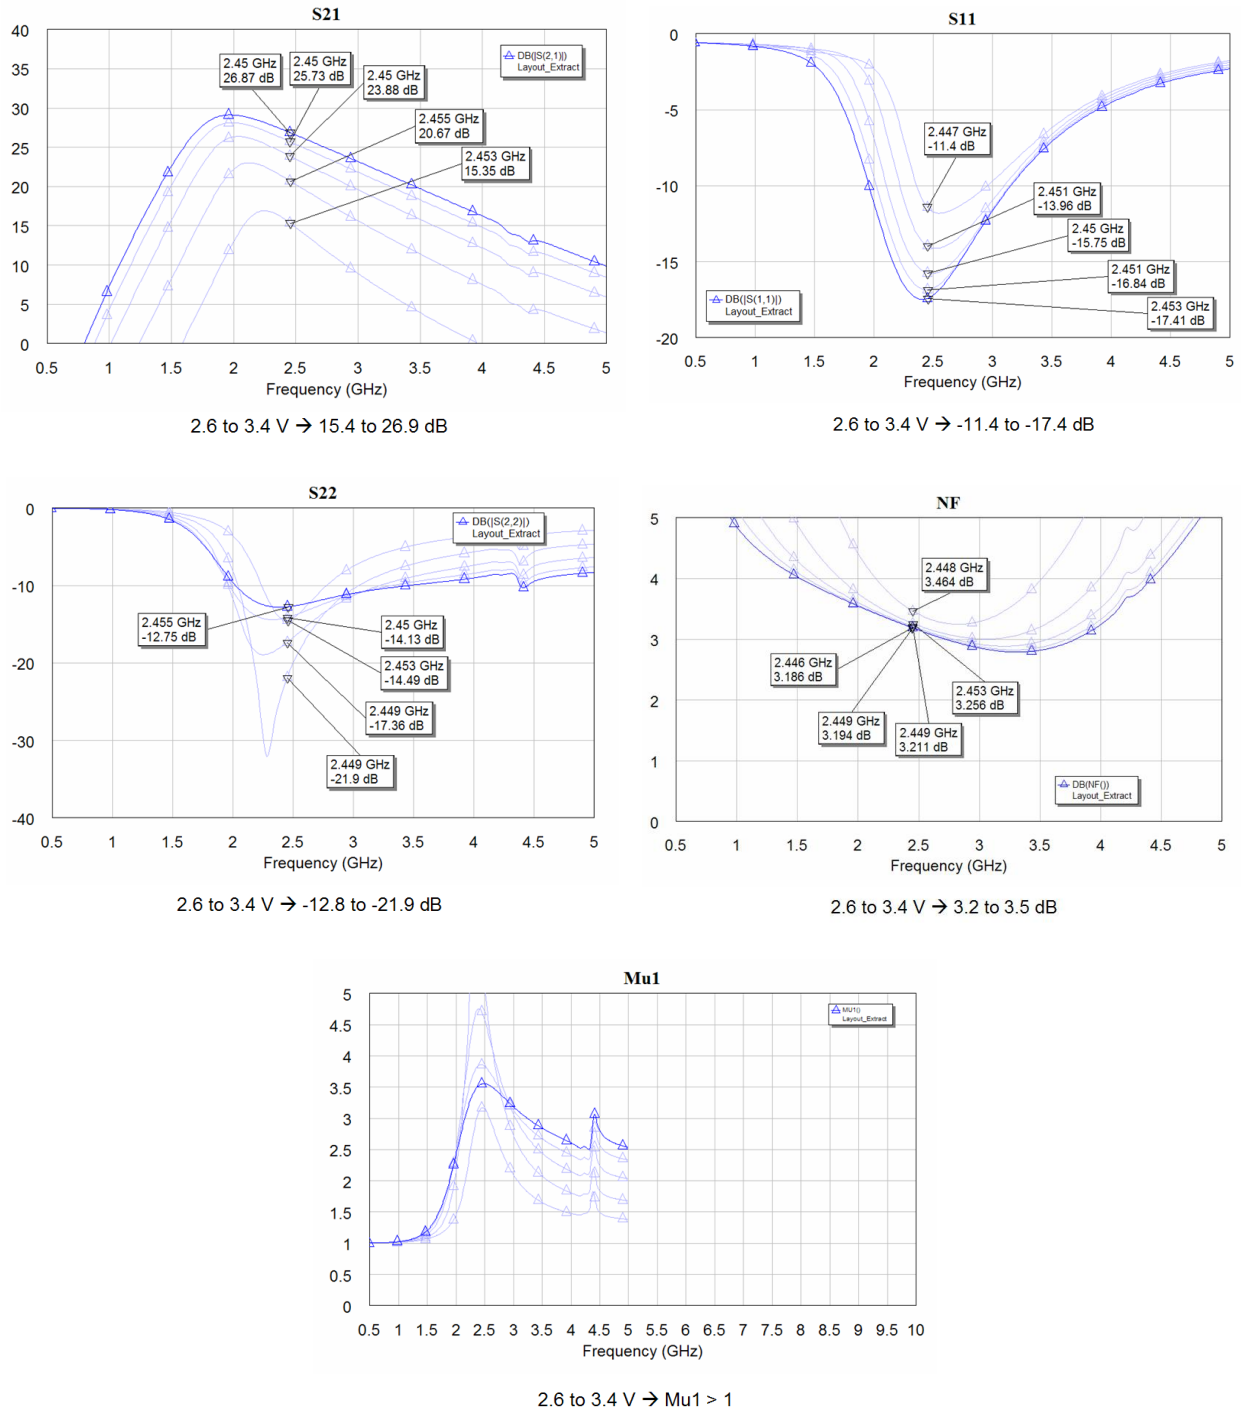 S21
40
35
30
25
20
15
10
5
0
2.45 GHz
26.87 dB
2.45 GHz
25.73 dB
2.45 GHz
23.88 dB
2.455 GHz
20.67 dB
2.453 GHz
15.35 dB
DB(|S(2,1)|)
Layout_Extract
0.5 1 1.5 2 2.5 3 3.5 4 4.5 5
Frequency (GHz)
2.6 to 3.4 V → 15.4 to 26.9 dB
S11
0
-5
-10
-15
-20
2.447 GHz
-11.4 dB
2.451 GHz
-13.96 dB
2.45 GHz
-15.75 dB
2.451 GHz
-16.84 dB
2.453 GHz
-17.41 dB
DB(|S(1,1)|)
Layout_Extract
0.5 1 1.5 2 2.5 3 3.5 4 4.5 5
Frequency (GHz)
2.6 to 3.4 V → -11.4 to -17.4 dB
S22
0
-10
-20
-30
-40
DB(|S(2,2)|)
Layout_Extract
2.455 GHz
-12.75 dB
2.45 GHz
-14.13 dB
2.453 GHz
-14.49 dB
2.449 GHz
-17.36 dB
2.449 GHz
-21.9 dB
0.5 1 1.5 2 2.5 3 3.5 4 4.5 5
Frequency (GHz)
2.6 to 3.4 V → -12.8 to -21.9 dB
NF
5
4
3
2
1
0
2.448 GHz
3.464 dB
2.446 GHz
3.186 dB
2.453 GHz
3.256 dB
2.449 GHz
3.194 dB
2.449 GHz
3.211 dB
DB(NF())
Layout_Extract
0.5 1 1.5 2 2.5 3 3.5 4 4.5 5
Frequency (GHz)
2.6 to 3.4 V → 3.2 to 3.5 dB
Mu1
5
4.5
4
3.5
3
2.5
2
1.5
1
0.5
0
MU1()
Layout_Extract
0.5 1 1.5 2 2.5 3 3.5 4 4.5 5 5.5 6 6.5 7 7.5 8 8.5 9 9.5 10
Frequency (GHz)
2.6 to 3.4 V → Mu1 > 1